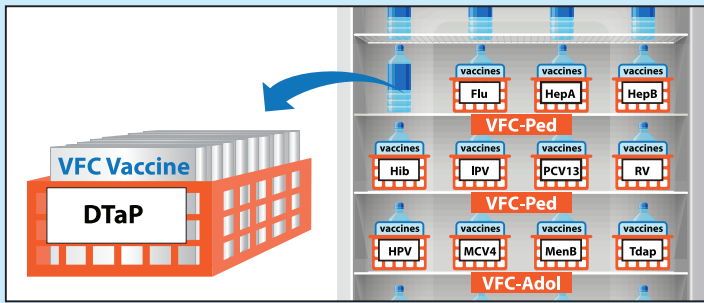 VFC Vaccine
DTaP
vaccines vaccines vaccines
Flu HepA HepB
VFC-Ped
vaccines vaccines vaccines vaccines
Hib IPV PCV13 RV
VFC-Ped
vaccines vaccines vaccines vaccines
HPV MCV4 MenB Tdap
VFC-Adol